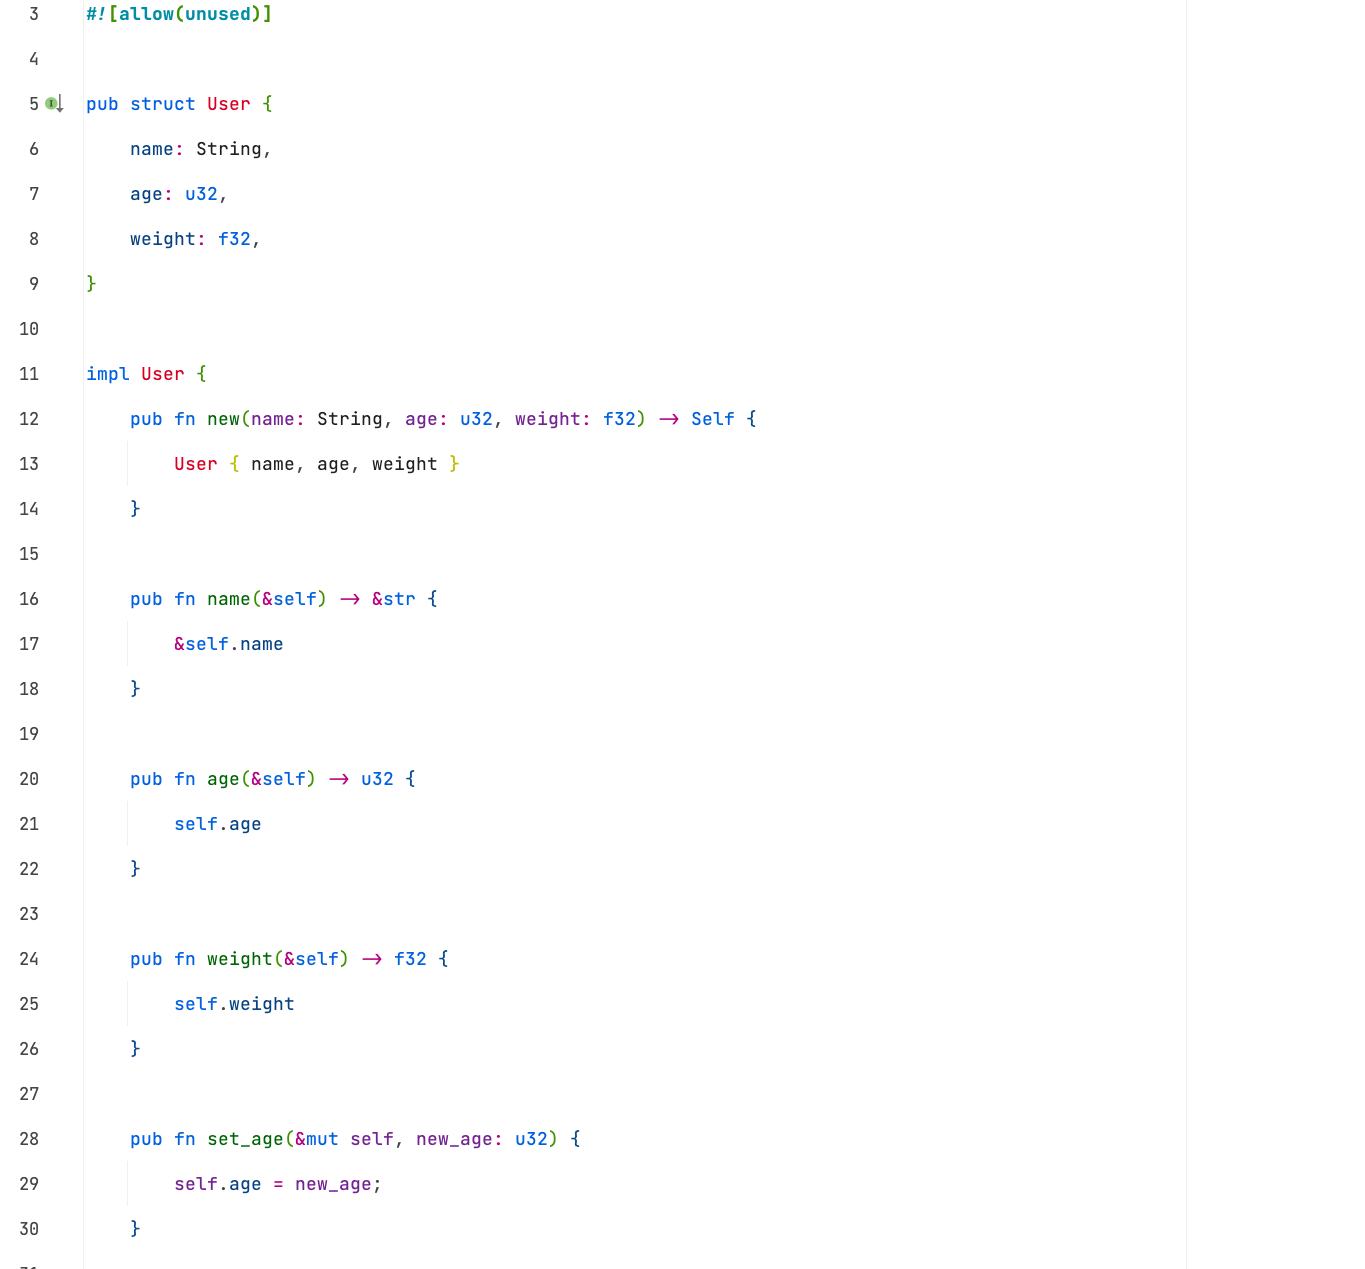 3 #![allow(unused)]
4
5 pub struct User {
6 name: String,
7 age: u32,
8 weight: f32,
9 }
10
11 impl User {
12 pub fn new(name: String, age: u32, weight: f32) -> Self {
13 User { name, age, weight }
14 }
15
16 pub fn name(&self) -> &str {
17 &self.name
18 }
19
20 pub fn age(&self) -> u32 {
21 self.age
22 }
23
24 pub fn weight(&self) -> f32 {
25 self.weight
26 }
27
28 pub fn set_age(&mut self, new_age: u32) {
29 self.age = new_age;
30 }